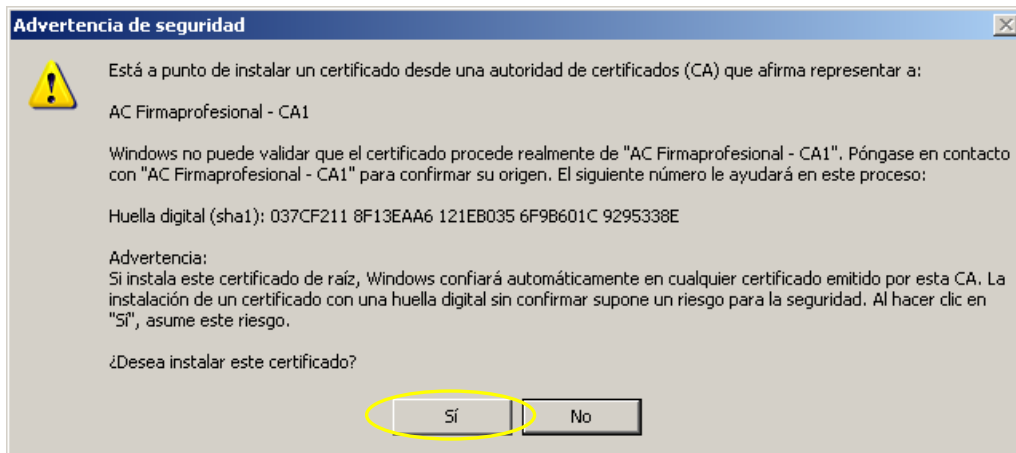 Advertencia de seguridad
Está a punto de instalar un certificado desde una autoridad de certificados (CA) que afirma representar a:
AC Firmaprofesional - CA1
Windows no puede validar que el certificado procede realmente de "AC Firmaprofesional - CA1". Póngase en contacto
con "AC Firmaprofesional - CA1" para confirmar su origen. El siguiente número le ayudará en este proceso:
Huella digital (sha1): 037CF211 8F13EAA6 121EB035 6F9B601C 9295338E
Advertencia:
Si instala este certificado de raíz, Windows confiará automáticamente en cualquier certificado emitido por esta CA. La
instalación de un certificado con una huella digital sin confirmar supone un riesgo para la seguridad. Al hacer clic en
"Sí", asume este riesgo.
¿Desea instalar este certificado?
Sí No